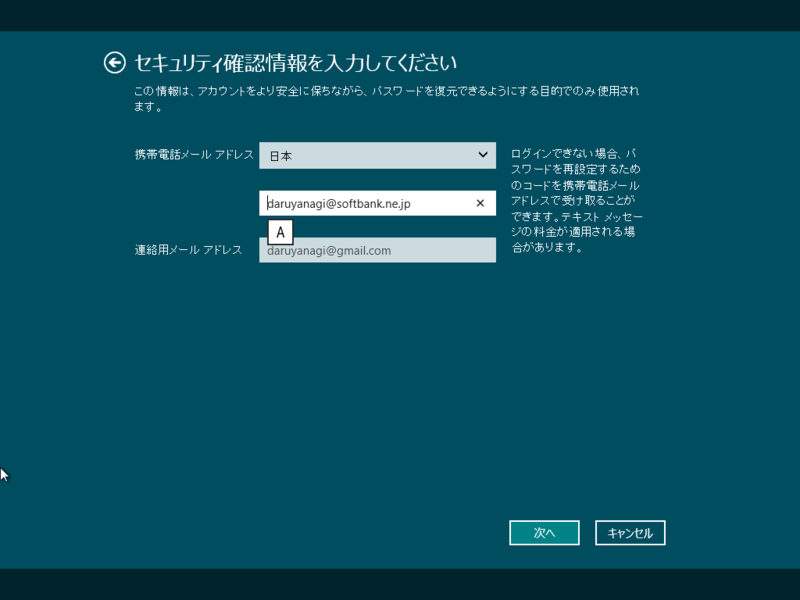 セキュリティ確認情報を入力してください
この情報は、アカウントをより安全に保ちながら、パスワードを復元できるようにする目的でのみ使用され
ます。
携帯電話メール アドレス
日本
daruyanagi@softbank.ne.jp
A
連絡用メール アドレス
daruyanagi@gmail.com
ログインできない場合、パ
スワードを再設定するため
のコードを携帯電話メール
アドレスで受け取ることが
できます。テキスト メッセー
ジの料金が適用される場
合があります。
次へ
キャンセル